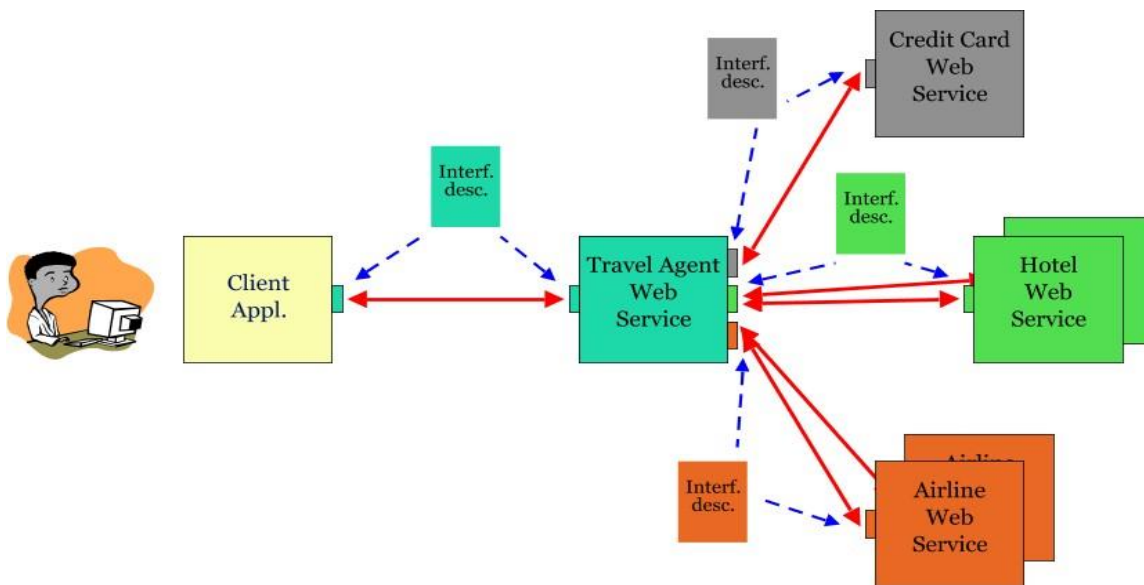 Credit Card
Web
Service
Interf.
desc.
Interf.
desc.
Interf.
desc.
Client
Appl.
Travel Agent
Web
Service
Hotel
Web
Service
Interf.
desc.
Airline
Web
Service